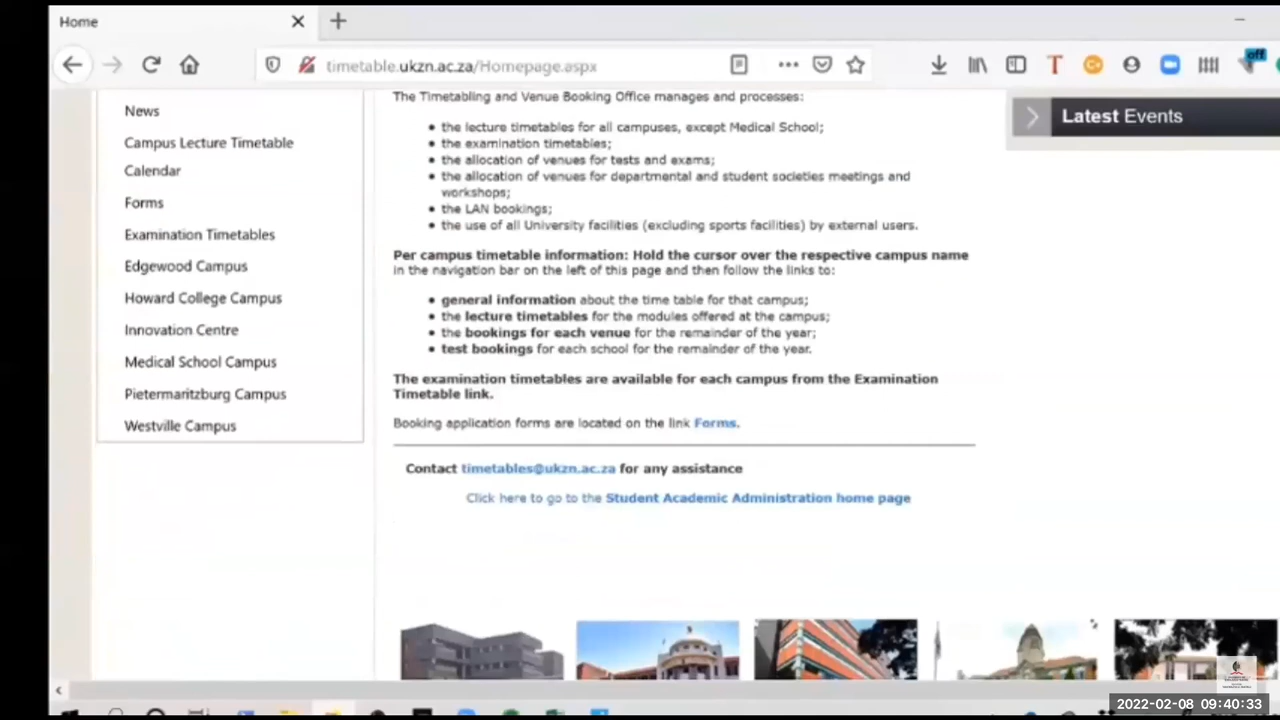 Home
timetable.ukzn.ac.za/Homepage.aspx
off
News
Campus Lecture Timetable
Calendar
Forms
Examination Timetables
Edgewood Campus
Howard College Campus
Innovation Centre
Medical School Campus
Pietermaritzburg Campus
Westville Campus
The Timetabling and Venue Booking Office manages and processes:
• the lecture timetables for all campuses, except Medical School;
• the examination timetables;
• the allocation of venues for tests and exams;
• the allocation of venues for departmental and student societies meetings and
workshops;
• the LAN bookings;
• the use of all University facilities (excluding sports facilities) by external users.
Per campus timetable information: Hold the cursor over the respective campus name
in the navigation bar on the left of this page and then follow the links to:
• general information about the time table for that campus;
• the lecture timetables for the modules offered at the campus;
• the bookings for each venue for the remainder of the year;
• test bookings for each school for the remainder of the year.
The examination timetables are available for each campus from the Examination
Timetable link.
Booking application forms are located on the link Forms.
Contact timetables@ukzn.ac.za for any assistance
Click here to go to the Student Academic Administration home page
Latest Events
2022-02-08 09:40:33